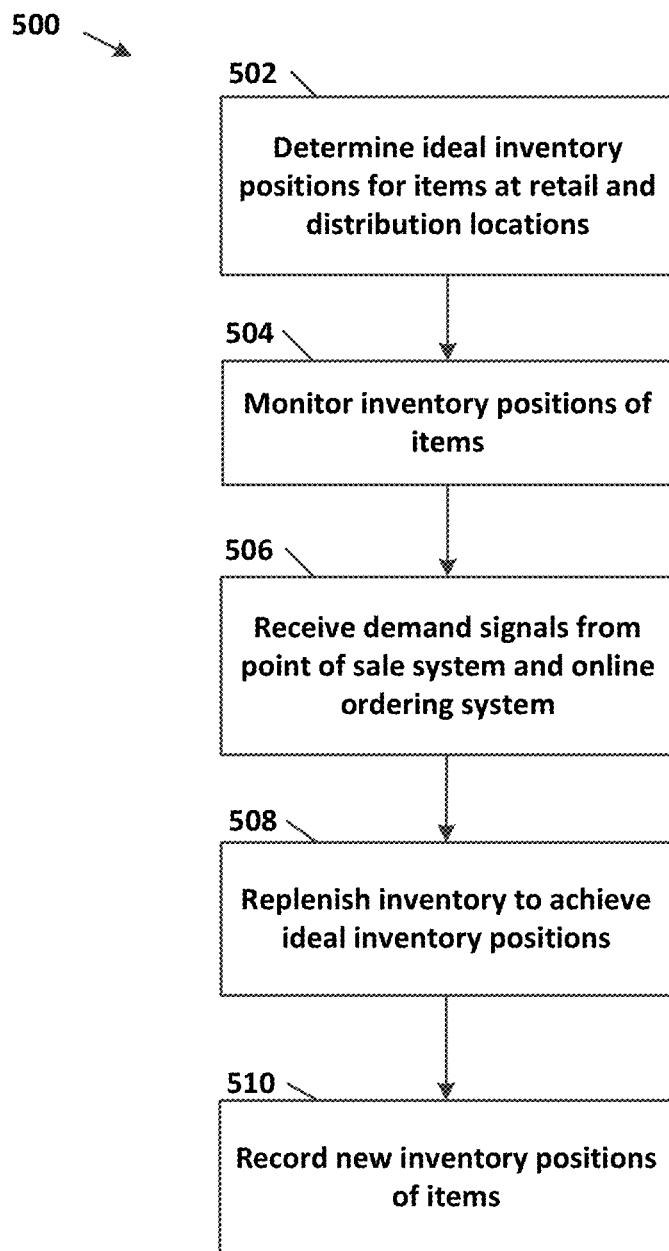 500
502
Determine ideal inventory
positions for items at retail and
distribution locations
504
Monitor inventory positions of
items
506
Receive demand signals from
point of sale system and online
ordering system
508
Replenish inventory to achieve
ideal inventory positions
510
Record new inventory positions
of items